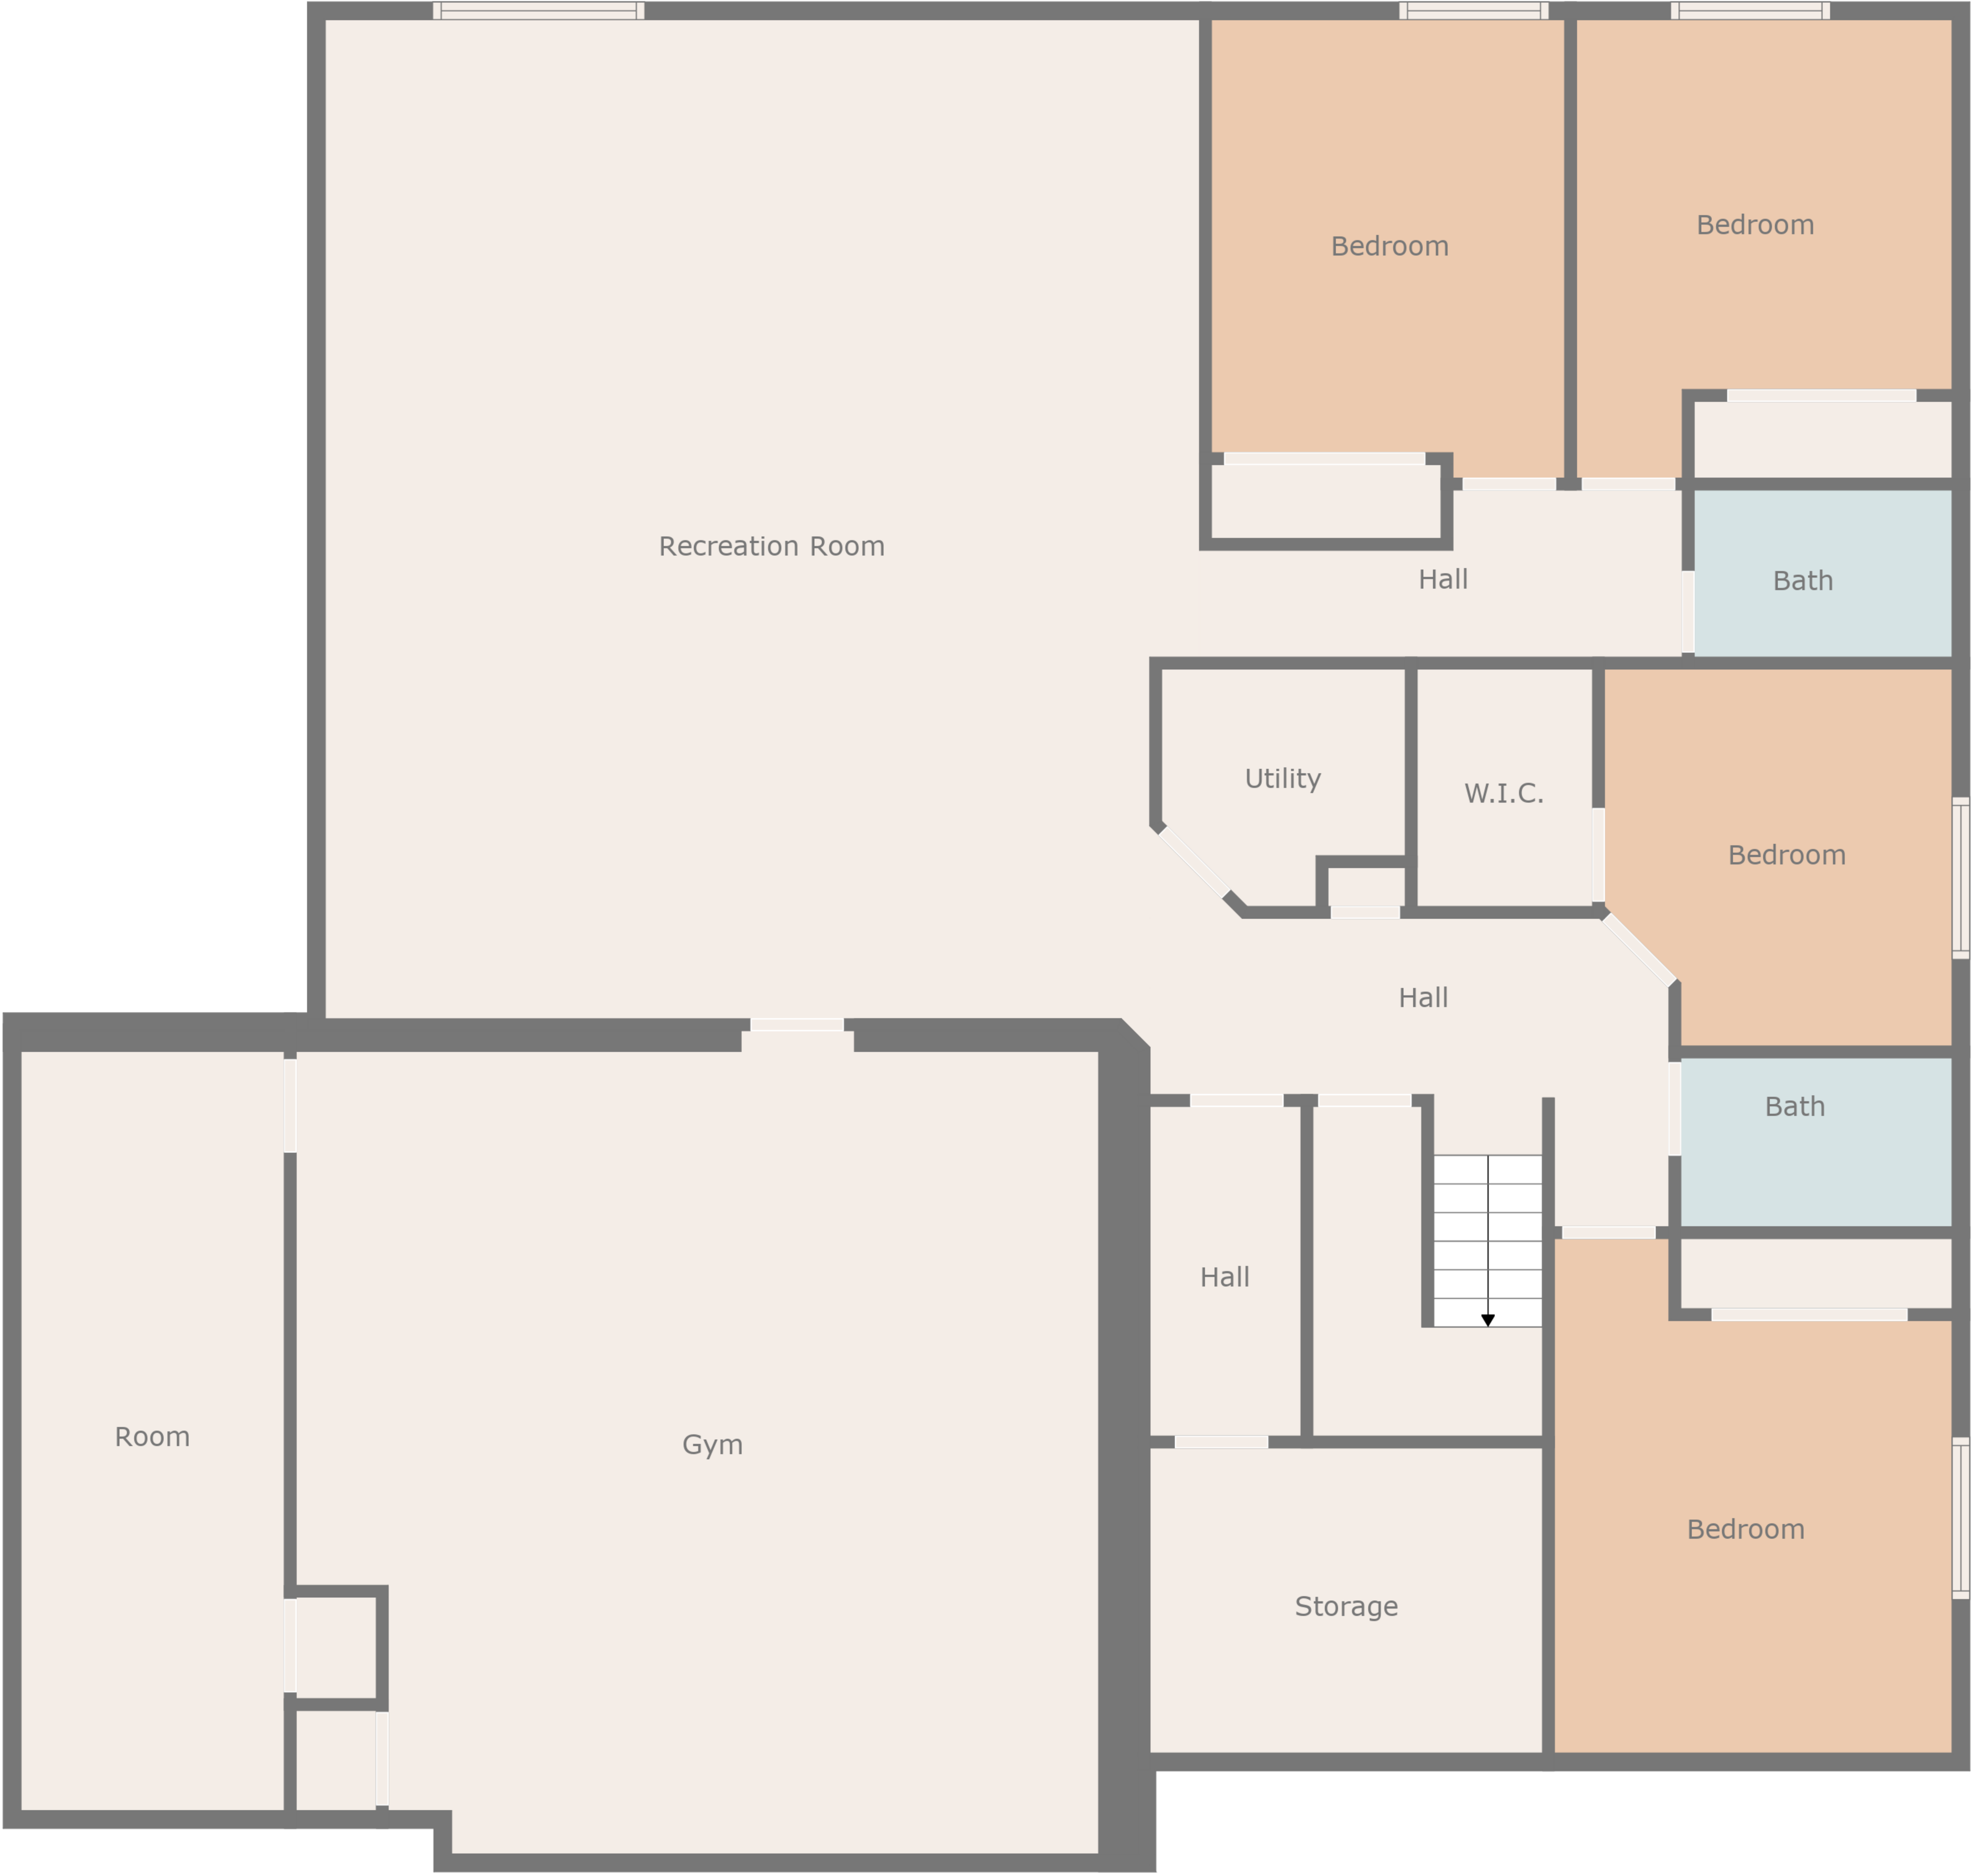 Bedroom
Bedroom
Recreation Room
Hall
Bath
Utility
W.I.C.
Bedroom
Hall
Bath
Hall
Room
Gym
Bedroom
Storage